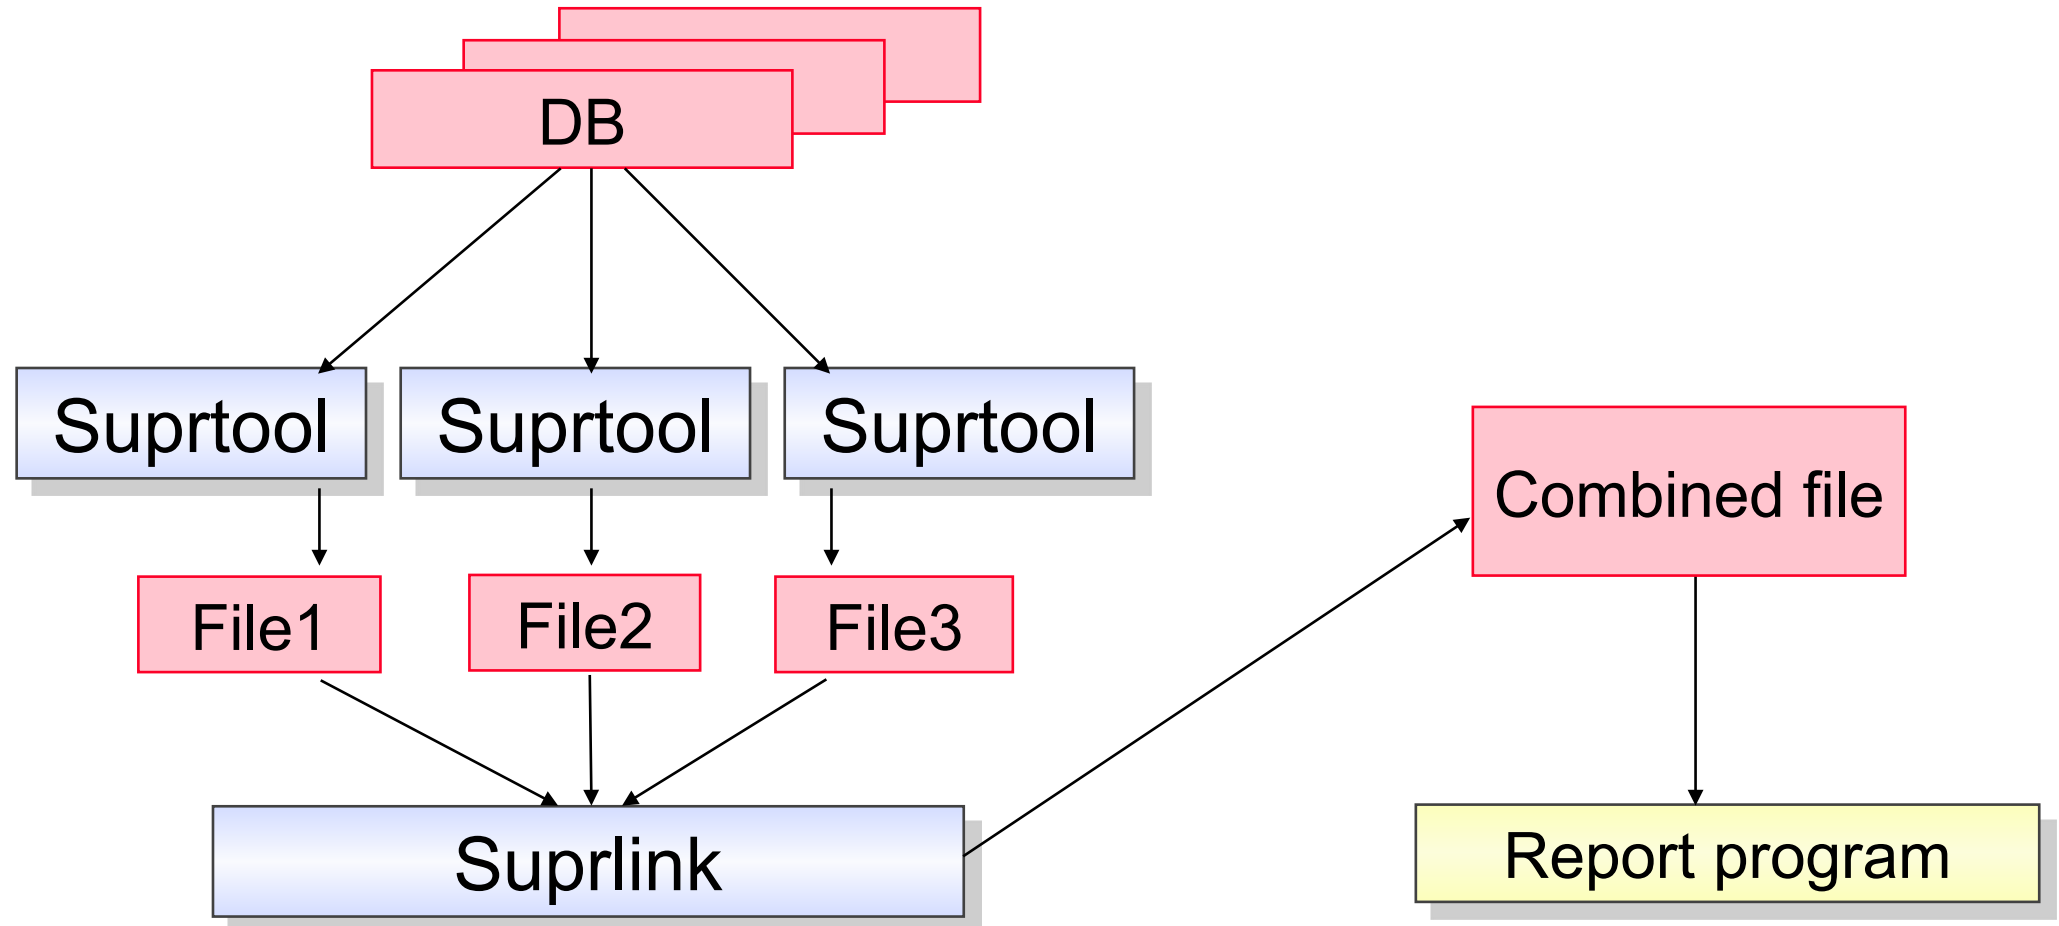 DB
Suprtool
Suprtool
Suprtool
File1
File2
File3
Suprlink
Combined file
Report program